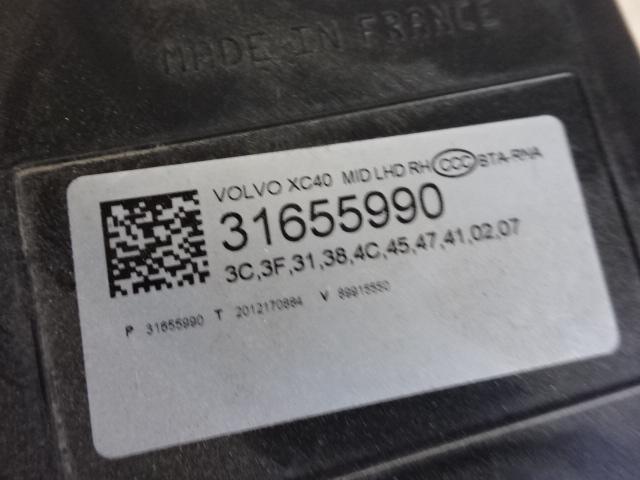 MADE IN FRANCE
VOLVO XC40 MID LHD RH CCC STA-RNA
31655990
3C,3F,31,38,4C,45,47,41,02,07
P 31655990 T 2012170884 V 89915550